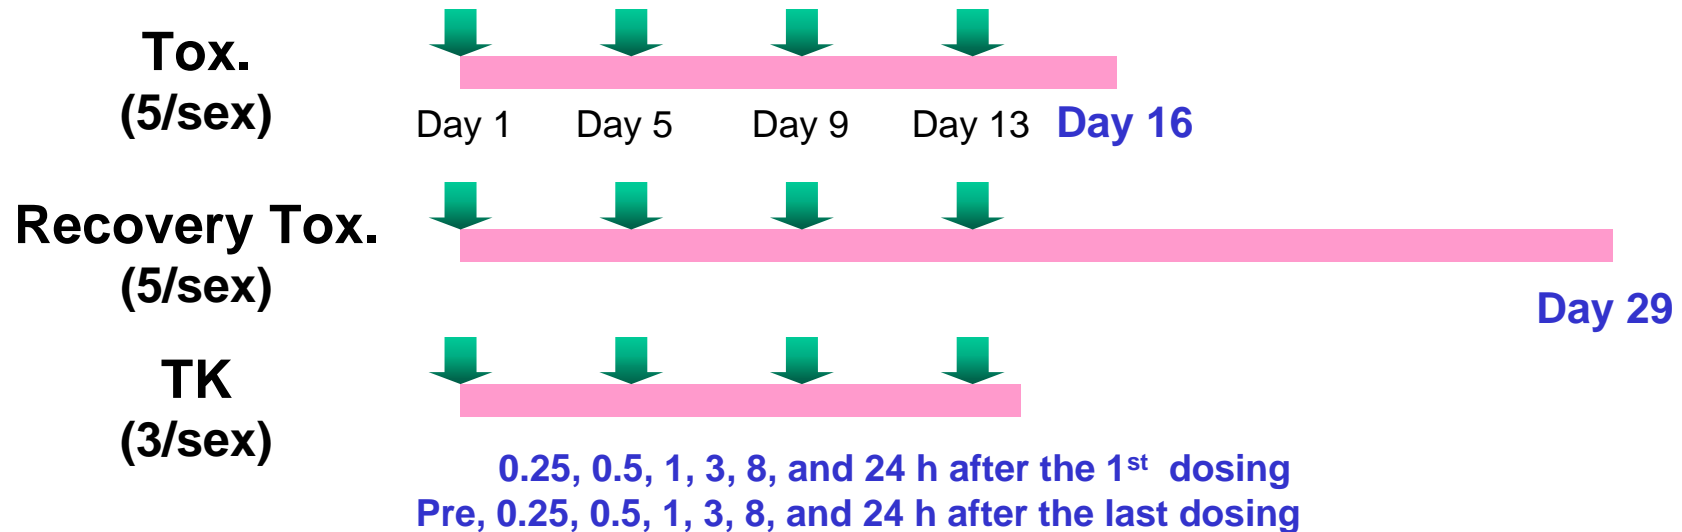 Tox.
(5/sex)
Day 1 Day 5 Day 9 Day 13 Day 16
Recovery Tox.
(5/sex)
Day 29
TK
(3/sex)
0.25, 0.5, 1, 3, 8, and 24 h after the 1st dosing
Pre, 0.25, 0.5, 1, 3, 8, and 24 h after the last dosing